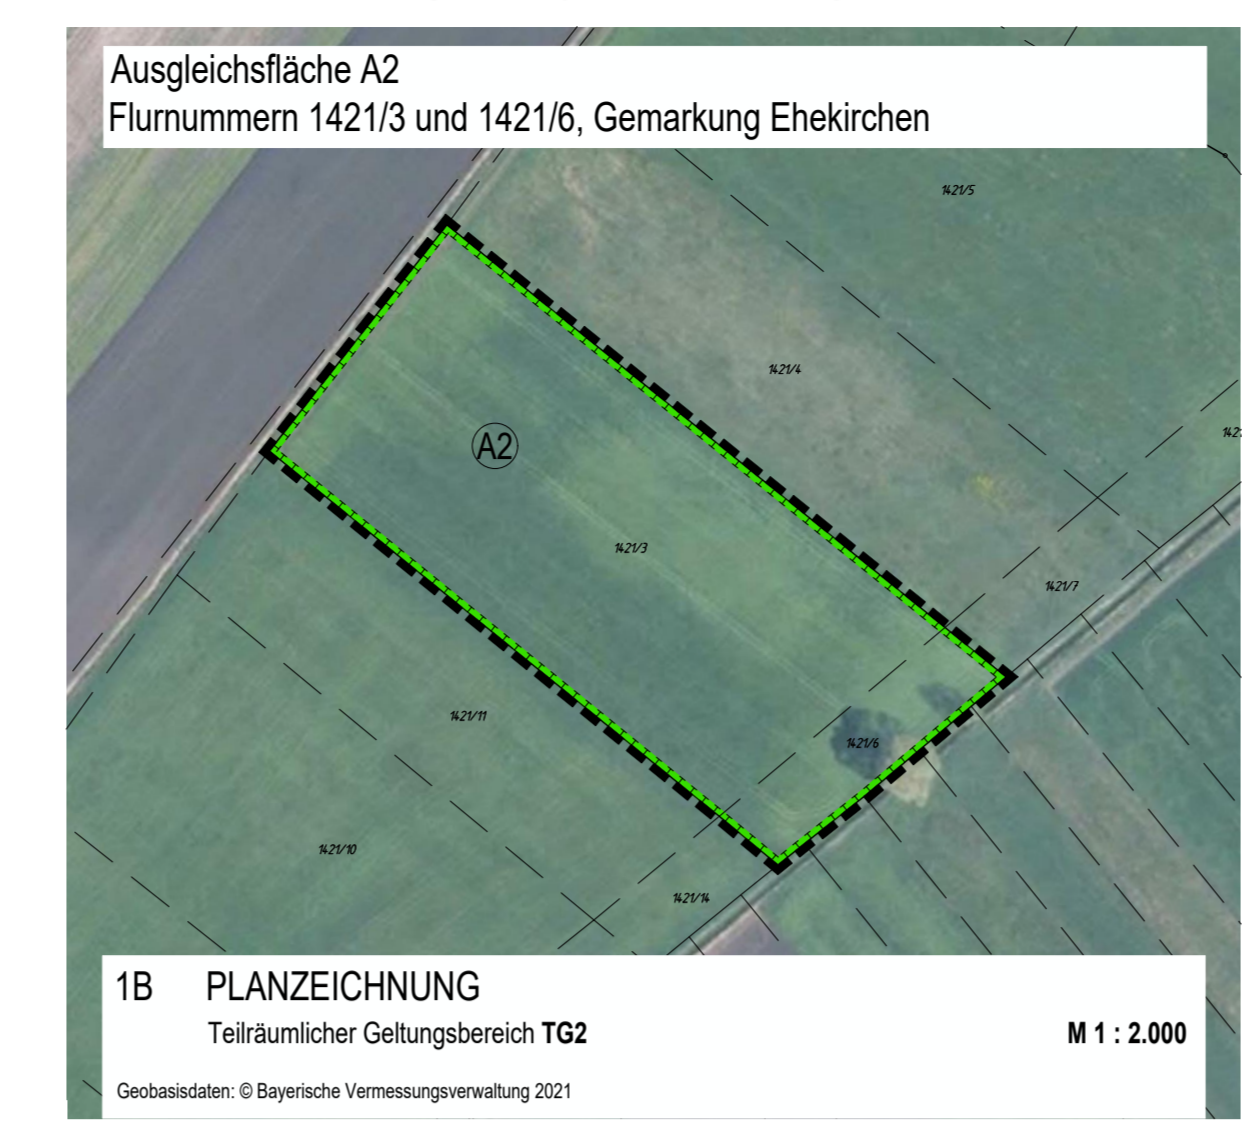 Ausgleichsfläche A2
Flurnummern 1421/3 und 1421/6, Gemarkung Ehekirchen
1421/5
1421/4
A2
1421/3
1421/7
1421/11
1421/6
1421/10
1421/14
1B PLANZEICHNUNG
Teilräumlicher Geltungsbereich TG2 M 1 : 2.000
Geobasisdaten: © Bayerische Vermessungsverwaltung 2021